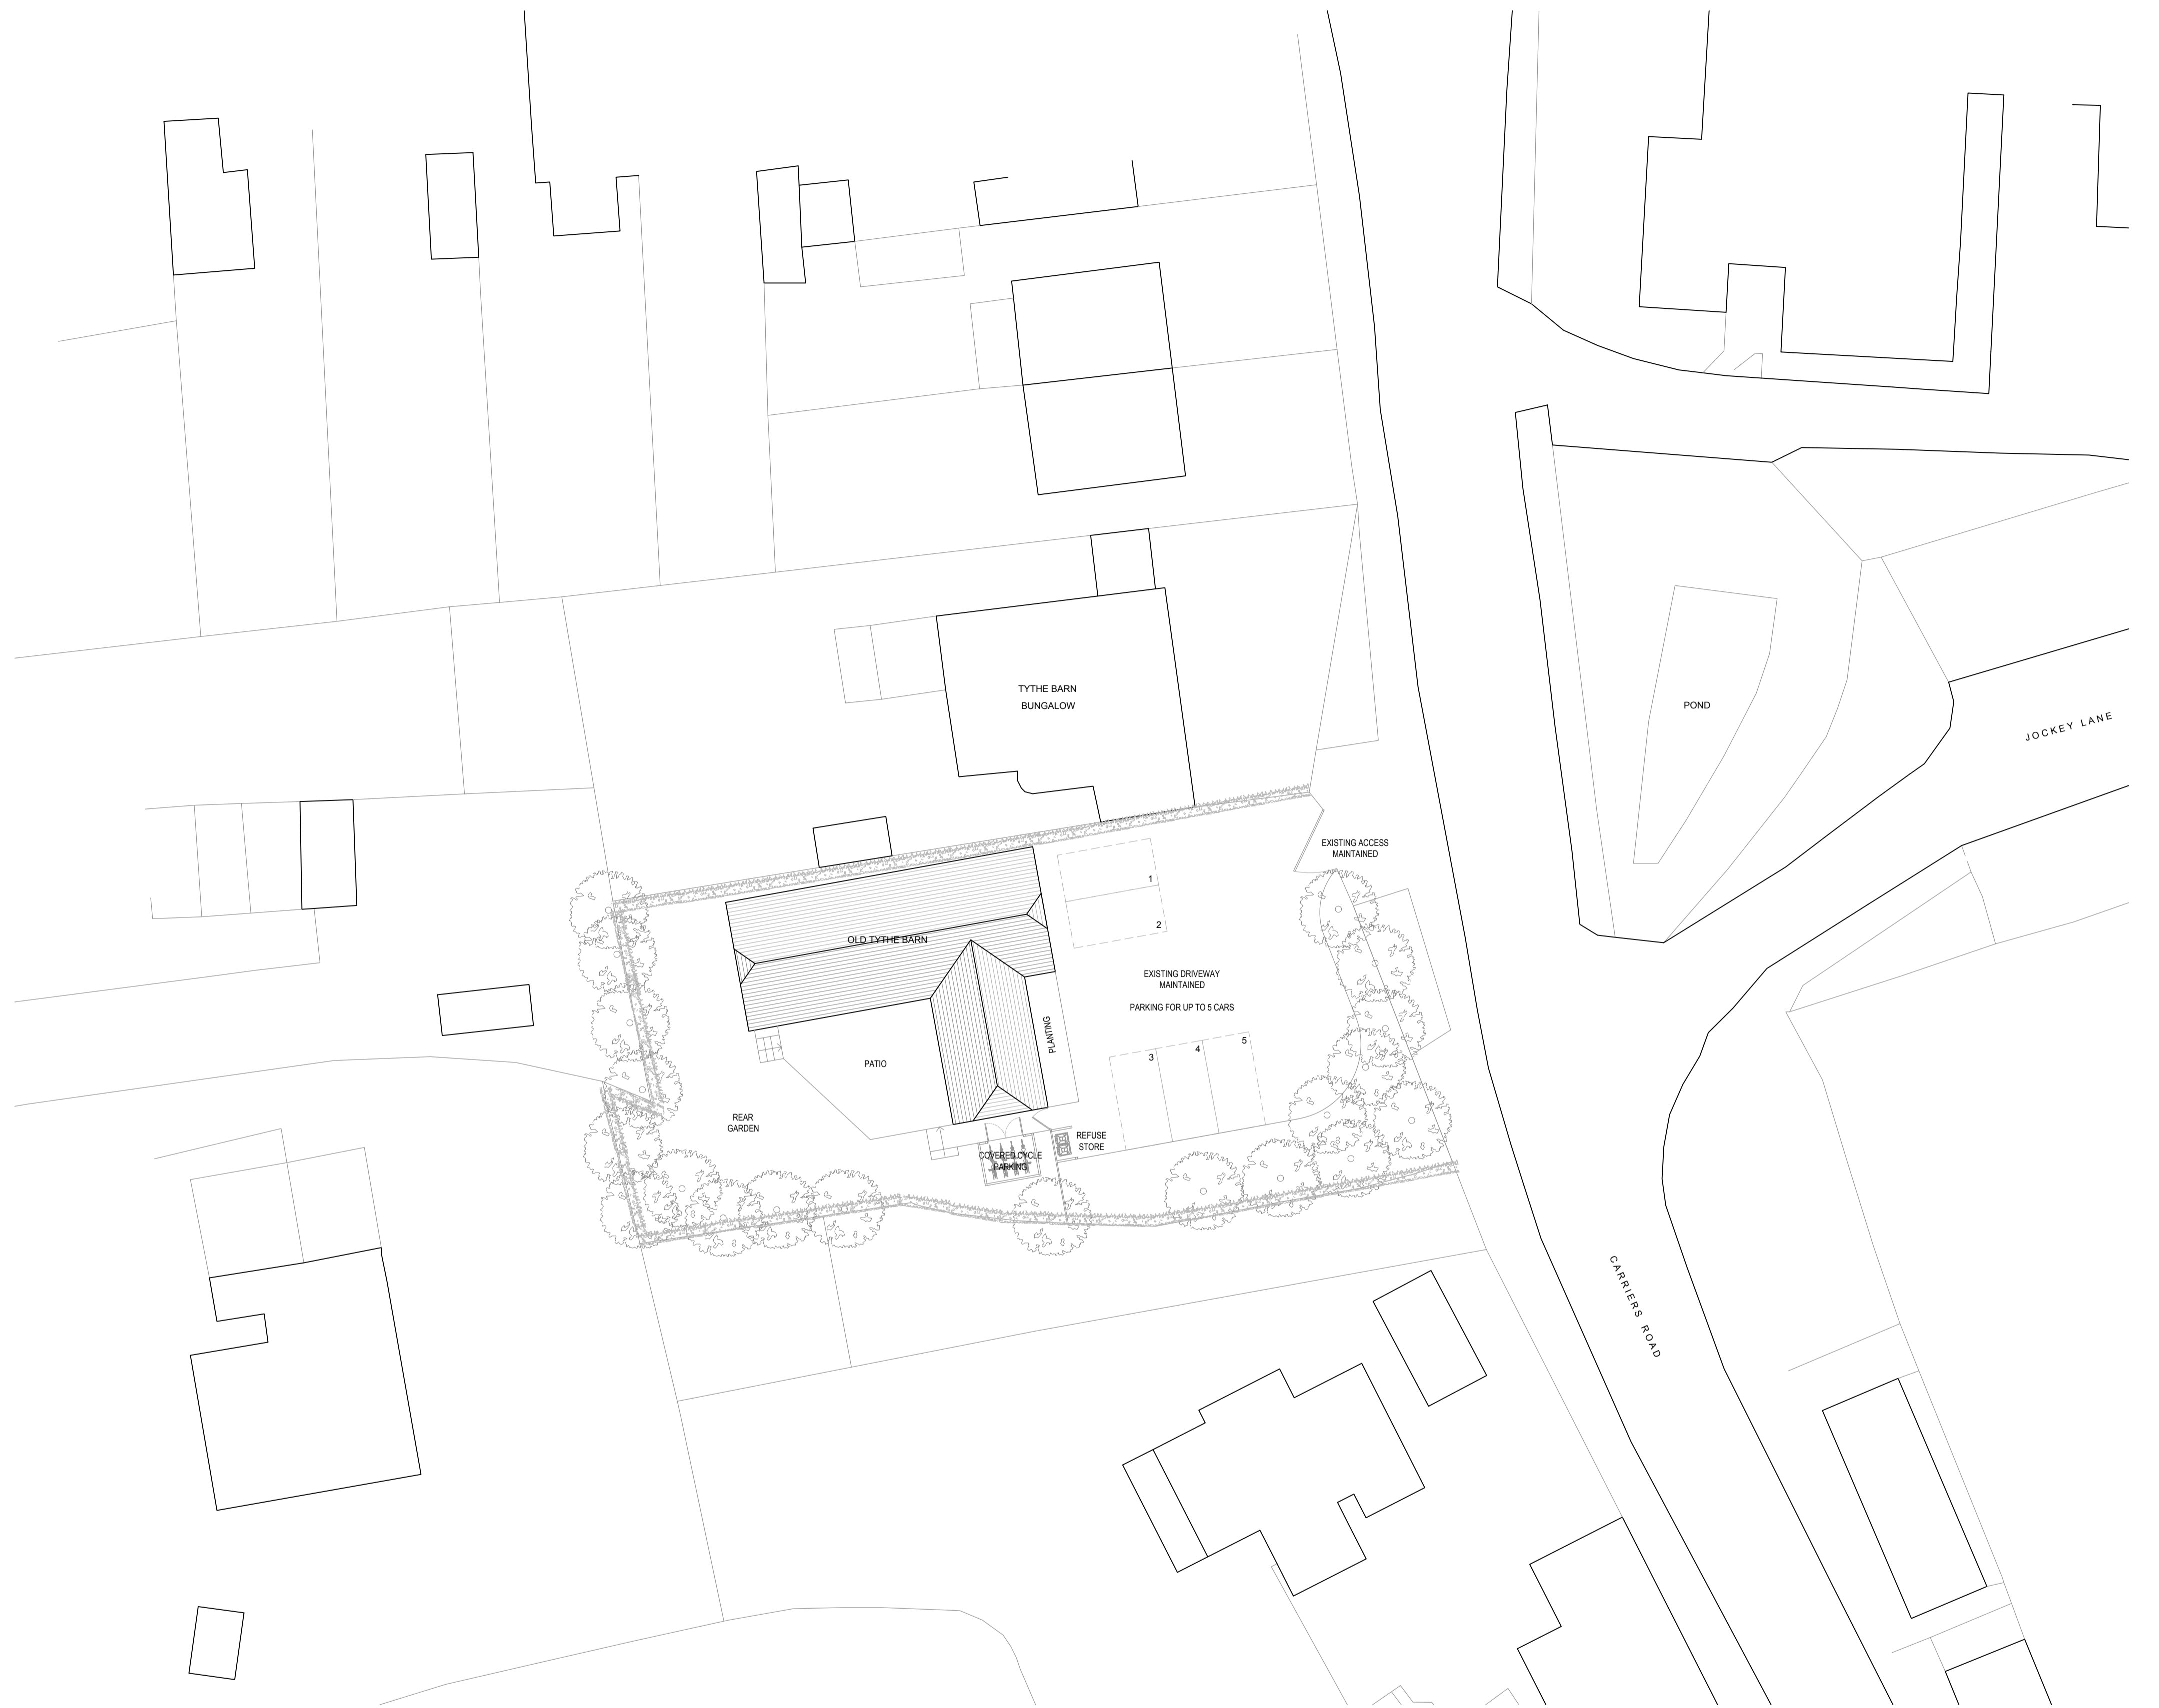 TYTHE BARN
BUNGALOW
POND
JOCKEY LANE
EXISTING ACCESS
MAINTAINED
1
2
OLD TYTHE BARN
EXISTING DRIVEWAY
MAINTAINED
PARKING FOR UP TO 5 CARS
PLANTING
3
4
5
PATIO
REAR
GARDEN
REFUSE
STORE
COVERED CYCLE
PARKING
CARRIERS ROAD